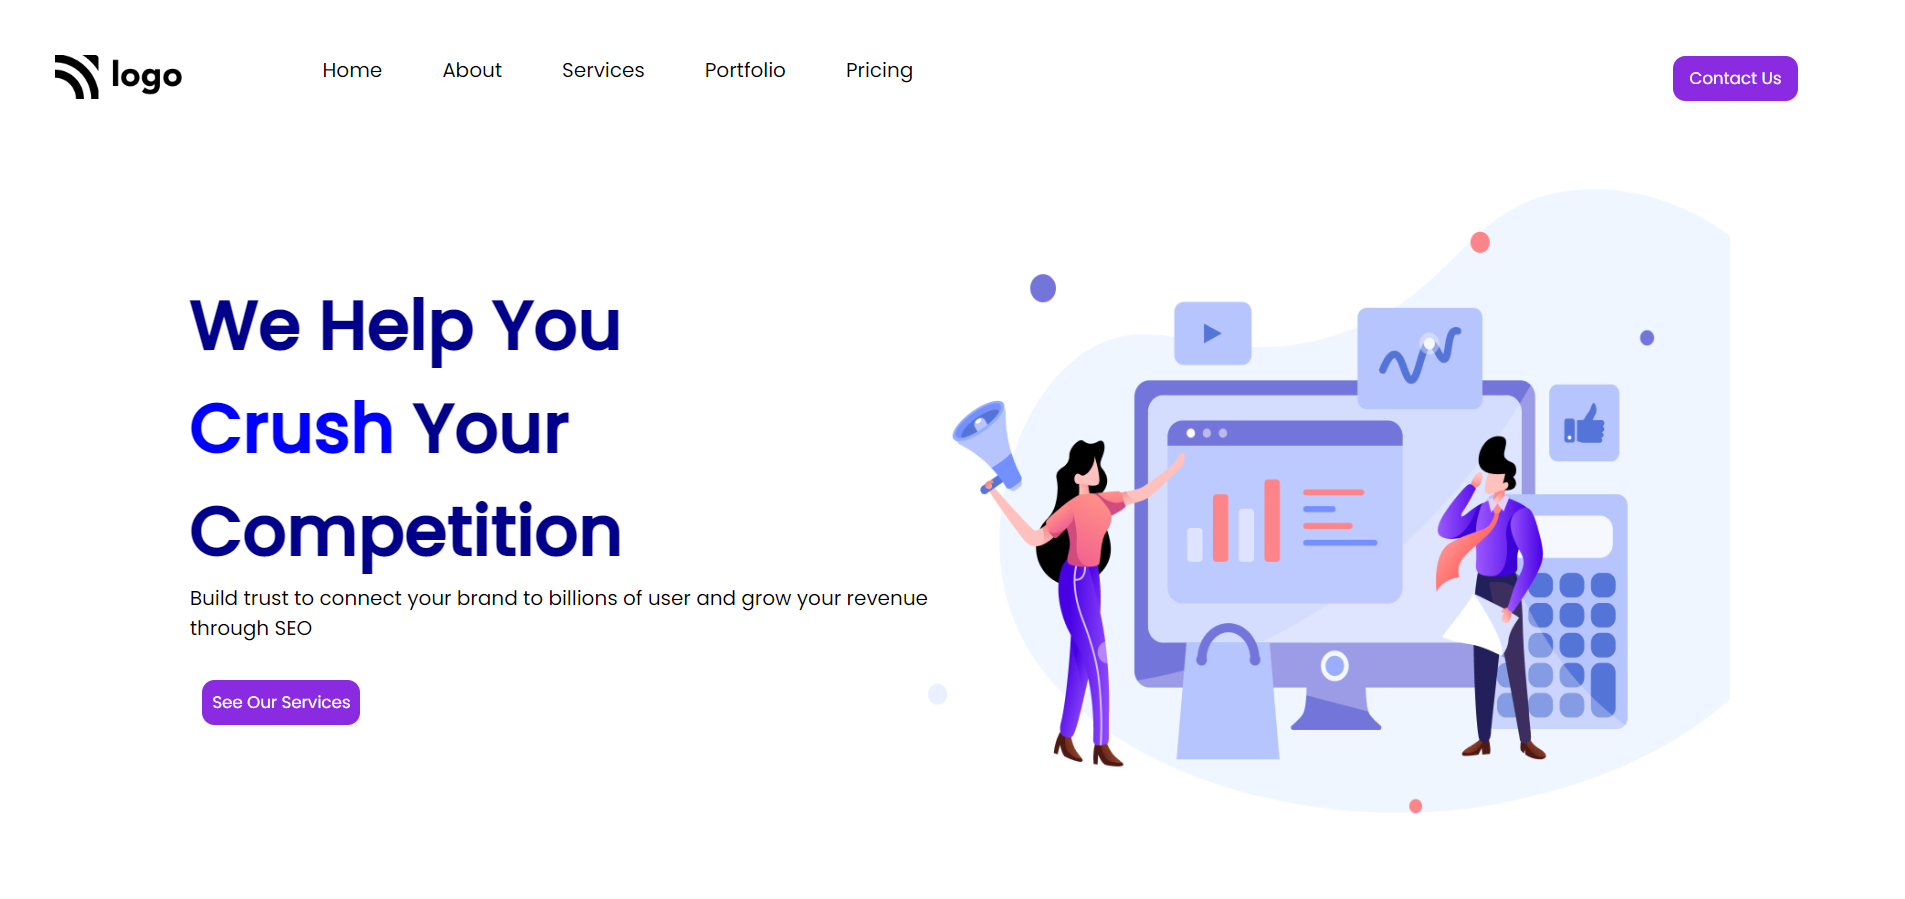 logo
Home About Services Portfolio Pricing
Contact Us
We Help You
Crush Your
Competition
Build trust to connect your brand to billions of user and grow your revenue
through SEO
See Our Services